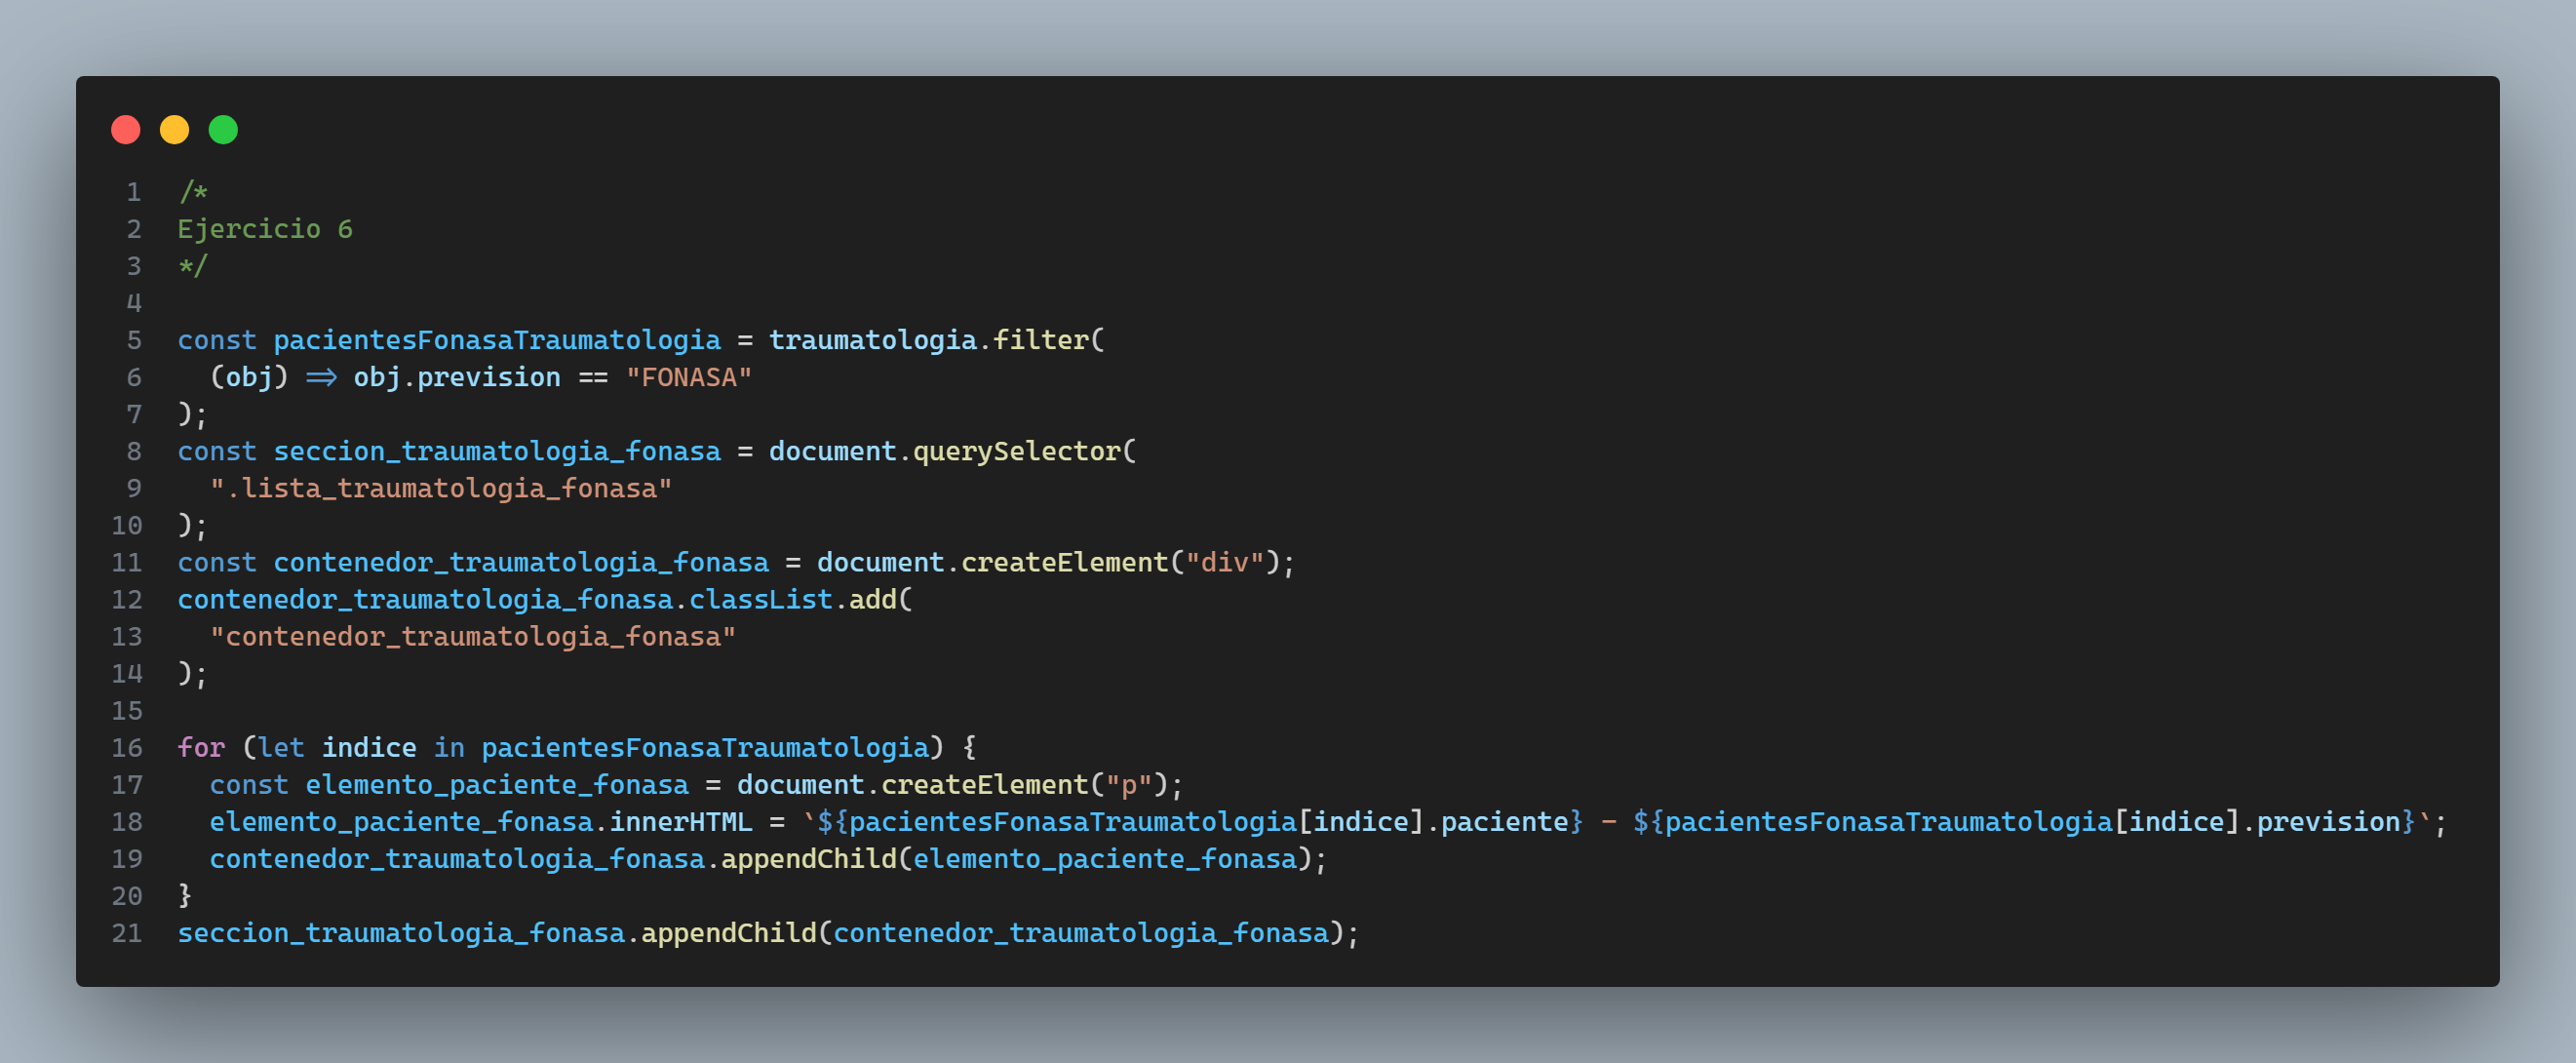 1 /*
2 Ejercicio 6
3 */
4
5 const pacientesFonasaTraumatologia = traumatologia.filter(
6   (obj) => obj.prevision == "FONASA"
7 );
8 const seccion_traumatologia_fonasa = document.querySelector(
9   ".lista_traumatologia_fonasa"
10 );
11 const contenedor_traumatologia_fonasa = document.createElement("div");
12 contenedor_traumatologia_fonasa.classList.add(
13   "contenedor_traumatologia_fonasa"
14 );
15
16 for (let indice in pacientesFonasaTraumatologia) {
17   const elemento_paciente_fonasa = document.createElement("p");
18   elemento_paciente_fonasa.innerHTML = `${pacientesFonasaTraumatologia[indice].paciente} - ${pacientesFonasaTraumatologia[indice].prevision}`;
19   contenedor_traumatologia_fonasa.appendChild(elemento_paciente_fonasa);
20 }
21 seccion_traumatologia_fonasa.appendChild(contenedor_traumatologia_fonasa);